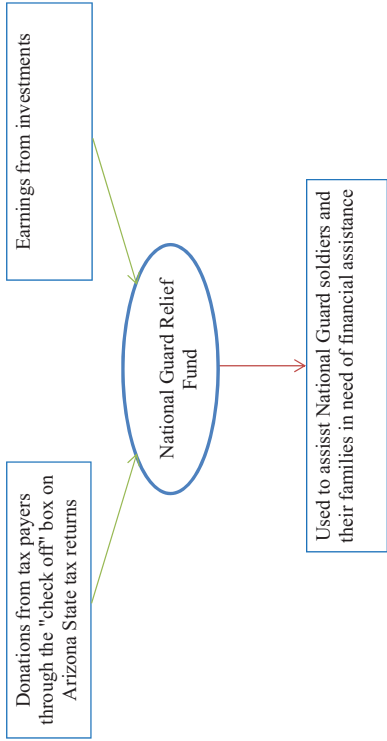 Donations from tax payers
through the "check off" box on
Arizona State tax returns
Earnings from investments
National Guard Relief
Fund
Used to assisst National Guard soldiers and
their families in need of financial assistance